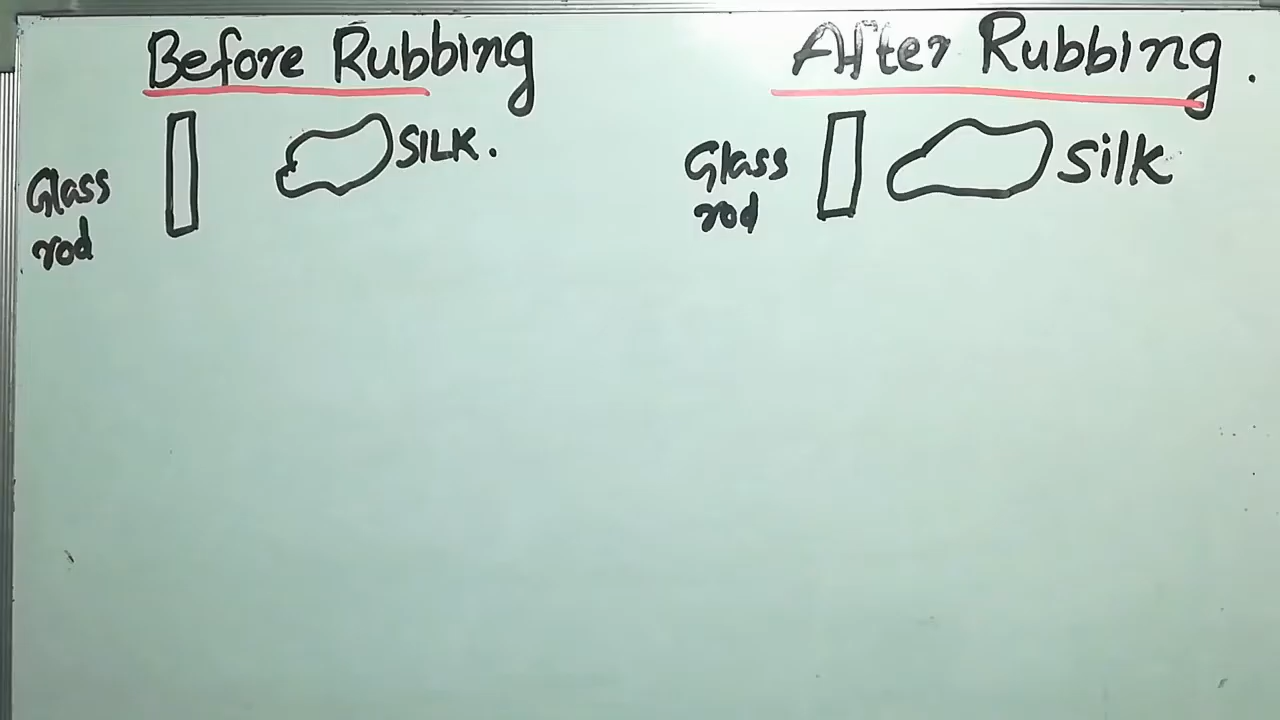 Before Rubbing
SILK.
Glass
rod
After Rubbing.
Glass
rod
Silk